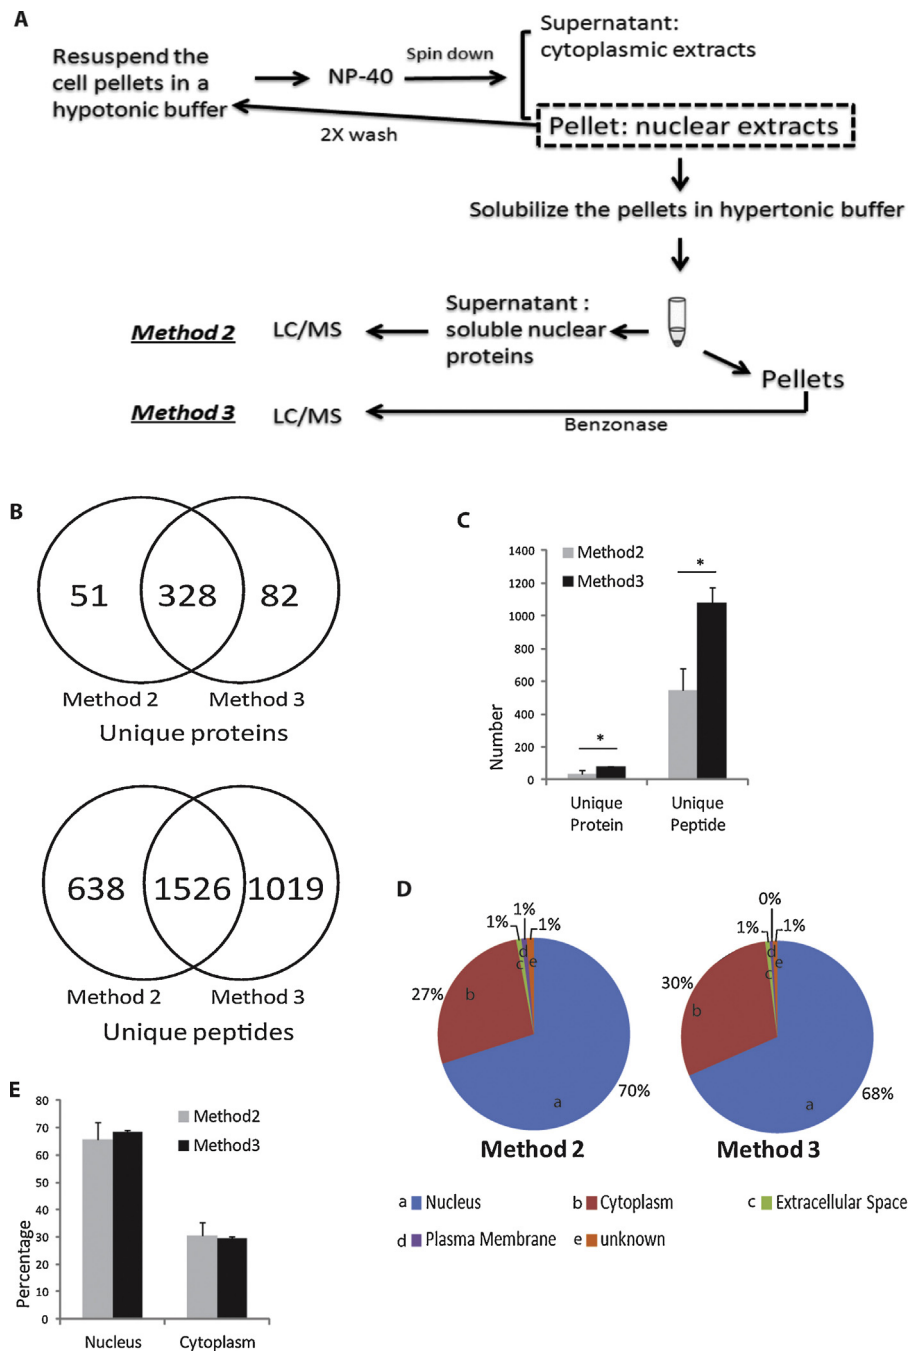 A
Resuspend the
cell pellets in a
hypotonic buffer
NP-40
Spin down
Supernatant:
cytoplasmic extracts
Pellet: nuclear extracts
2X wash
Solubilize the pellets in hypertonic buffer
Method 2
LC/MS
Supernatant :
soluble nuclear
proteins
Pellets
Method 3
LC/MS
Benzonase
B
51
328
82
Method 2
Method 3
Unique proteins
638
1526
1019
Method 2
Method 3
Unique peptides
C
Number
1400
1200
1000
800
600
400
200
0
Method2
Method3
*
*
Unique
Protein
Unique
Peptide
D
1%
1%
1%
27%
70%
a
b
c
d
e
Method 2
0%
1%
1%
30%
68%
a
b
c
d
e
Method 3
a Nucleus
b Cytoplasm
c Extracellular Space
d Plasma Membrane
e unknown
E
Percentage
80
70
60
50
40
30
20
10
0
Method2
Method3
Nucleus
Cytoplasm